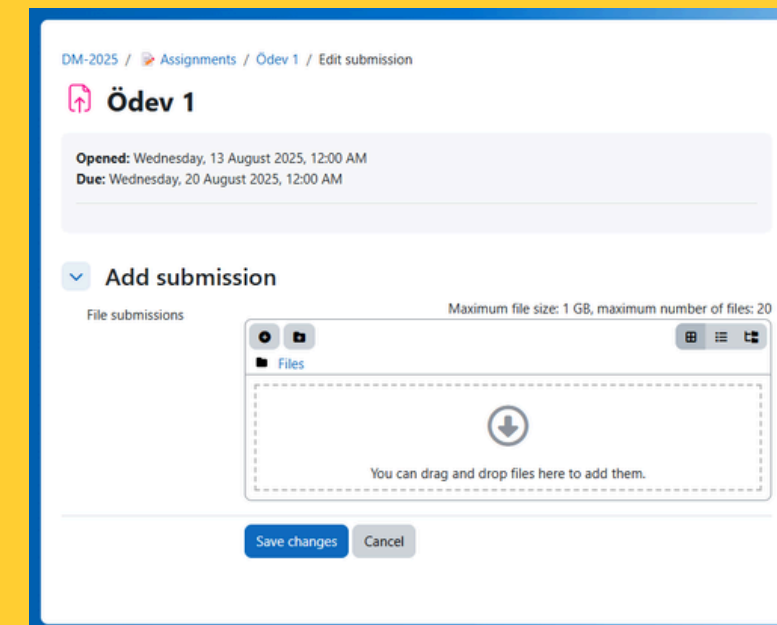 DM-2025 / Assignments / Ödev 1 / Edit submission
Ödev 1
Opened: Wednesday, 13 August 2025, 12:00 AM
Due: Wednesday, 20 August 2025, 12:00 AM
Add submission
File submissions
Maximum file size: 1 GB, maximum number of files: 20
Files
You can drag and drop files here to add them.
Save changes
Cancel